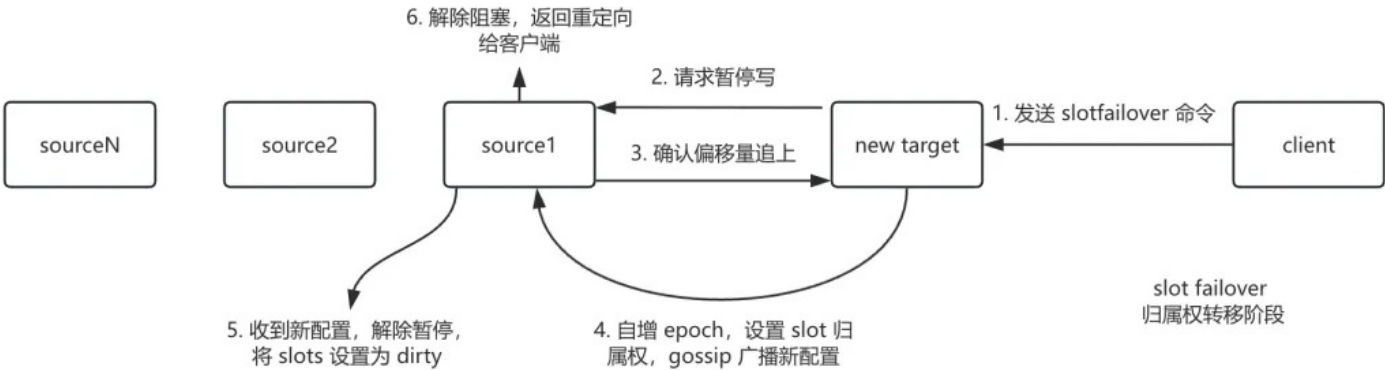 6. 解除阻塞，返回重定向
给客户端
2. 请求暂停写
1. 发送 slotfailover 命令
sourceN
source2
source1
new target
client
3. 确认偏移量追上
slot failover
归属权转移阶段
5. 收到新配置，解除暂停，
将 slots 设置为 dirty
4. 自增 epoch，设置 slot 归
属权，gossip 广播新配置